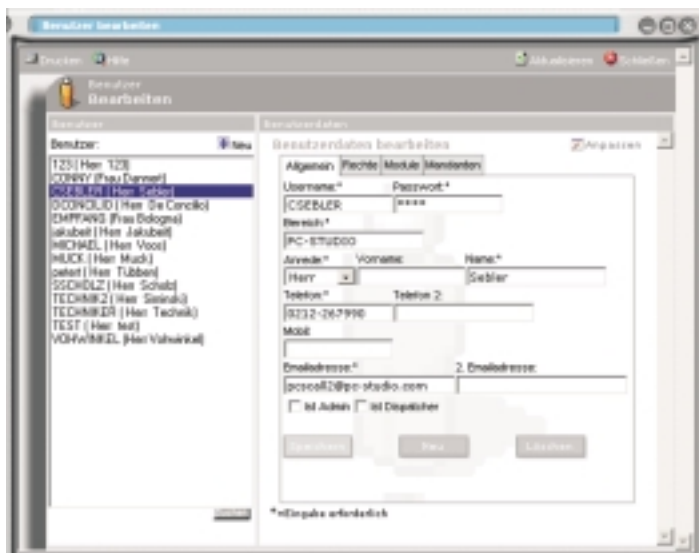 Benutzer bearbeiten
Drucken Hilfe Aktualisieren Schließen
Benutzer
Bearbeiten
Benutzer
Benutzer: Neu
123 (Herr 123)
CONNY (Frau Dannert)
CSEBLER (Herr Sebler)
DCONCILIO (Herr De Concilio)
EMPFANG (Frau Bologna)
jakubeit (Herr Jakubeit)
MICHAEL (Herr Voos)
MUCK (Herr Muck)
petert (Herr Tübben)
SSCHOLZ (Herr Scholz)
TECHNIK2 (Herr
TECHNIKER (Herr Technik)
TEST (Herr test)
VOHWINKEL (Herr Vohwinkel)
Suchen
Benutzerdaten
Benutzerdaten bearbeiten Anpassen
Allgemein Rechte Module Mandanten
Username:* Passwort:*
CSEBLER ****
Bereich:*
PC-STUDIO
Anrede:* Vorname: Name:*
Herr Sebler
Telefon:* Telefon 2:
0212-267990
Mobil:
Emailadresse:* 2. Emailadresse:
pcscall2@pc-studio.com
Ist Admin Ist Dispatcher
Speichern Neu Löschen
*=Eingabe erforderlich